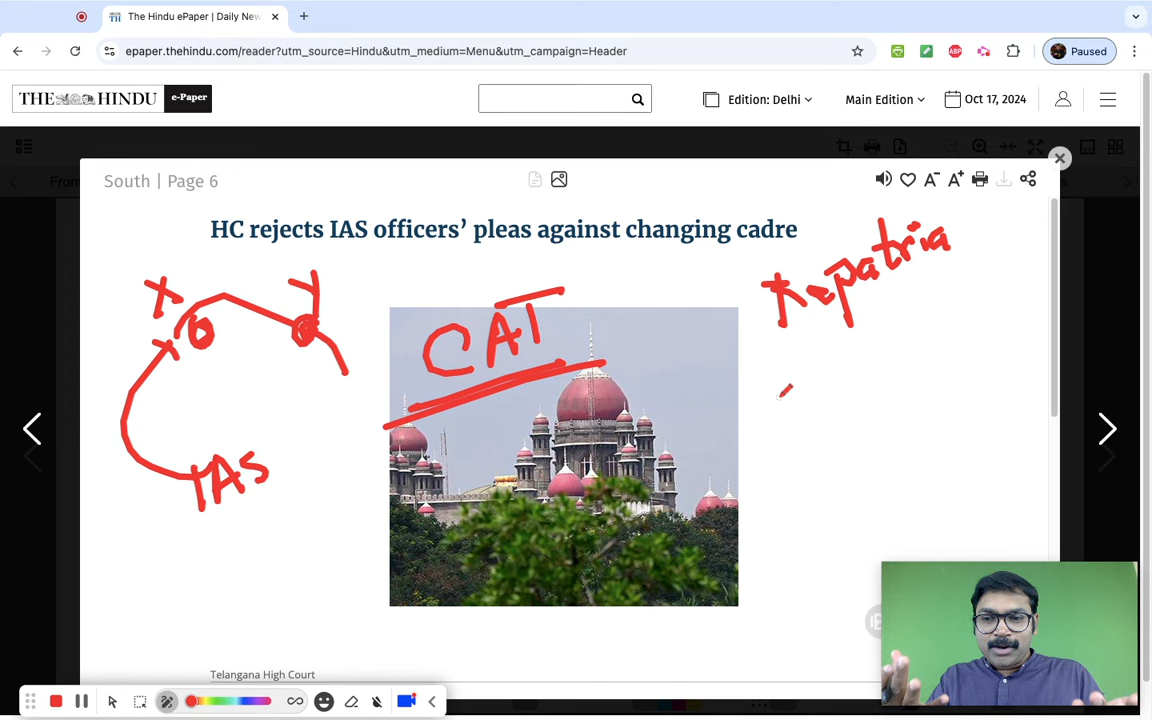 The Hindu ePaper | Daily New
epaper.thehindu.com/reader?utm_source=Hindu&utm_medium=Menu&utm_campaign=Header
ABP
Paused
THE HINDU e-Paper
Edition: Delhi
Main Edition
Oct 17, 2024
South | Page 6
A-
A+
HC rejects IAS officers' pleas against changing cadre
Repatria
X
Y
CAT
IAS
Telangana High Court